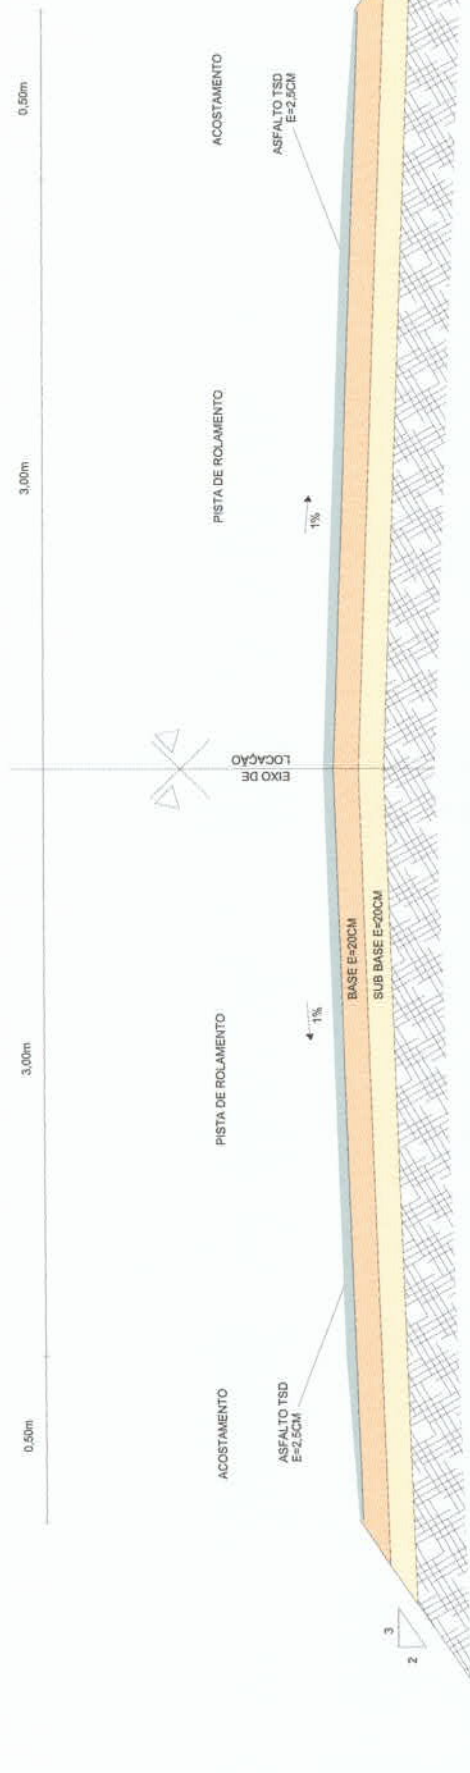 0,50m
3,00m
3,00m
0,50m
ACOSTAMENTO
PISTA DE ROLAMENTO
PISTA DE ROLAMENTO
ACOSTAMENTO
EIXO DE
LOCAÇÃO
ASFALTO TSD
E=2,5CM
1%
1%
ASFALTO TSD
E=2,5CM
BASE E=20CM
SUB BASE E=20CM
3
2